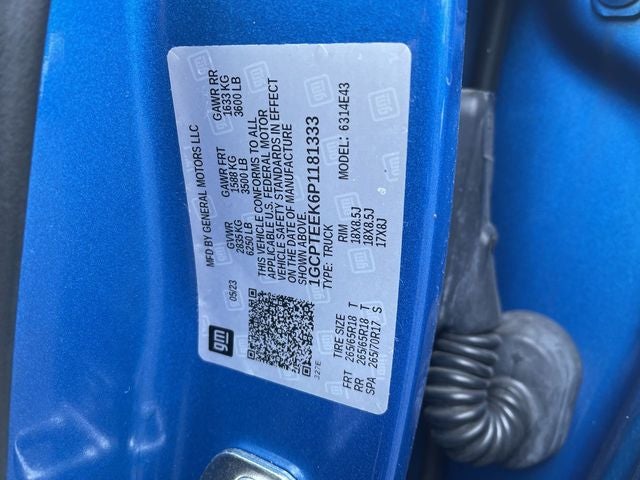 MFD BY GENERAL MOTORS LLC
05/23 GVWR GAWR FRT GAWR RR
2835 KG 1588 KG 1633 KG
6250 LB 3500 LB 3600 LB
THIS VEHICLE CONFORMS TO ALL
APPLICABLE U.S. FEDERAL MOTOR
VEHICLE SAFETY STANDARDS IN EFFECT
ON THE DATE OF MANUFACTURE
SHOWN ABOVE.
1GCPTEEK6P1181333
TYPE: TRUCK MODEL: 6314E43
TIRE SIZE RIM
FRT 265/65R18 T 18X8.5J
RR 265/65R18 T 18X8.5J
SPA 265/70R17 S 17X8J
gm
327E